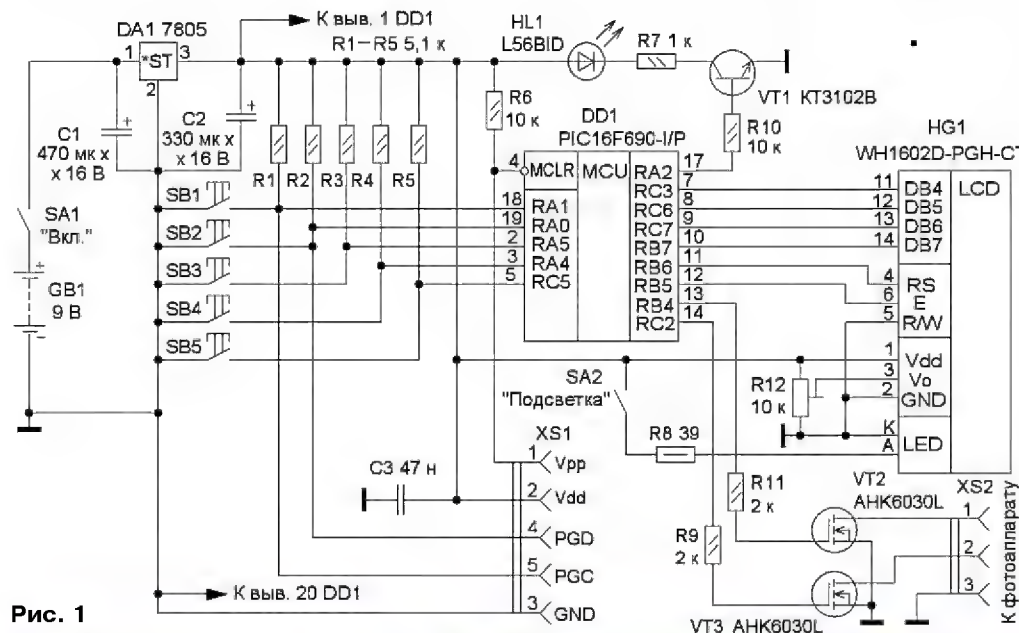 DA1 7805
К выв. 1 DD1
HL1
L56BID
R1–R5 5,1 к
R7 1 к
1
*ST
3
2
VT1 КТ3102В
C1
470 мк х
х 16 В
C2
330 мк х
х 16 В
R6
10 к
R10
10 к
DD1
PIC16F690-I/P
HG1
WH1602D-PGH-CT
R1
R2
R3
R4
R5
4
MCLR
MCU
RA2
17
LCD
RC3
7
11
DB4
18
RA1
RC6
8
12
DB5
19
RA0
RC7
9
13
DB6
2
RA5
RB7
10
14
DB7
3
RA4
RB6
11
4
RS
5
RC5
RB5
12
6
E
RB4
13
5
R/W
RC2
14
SB1
SB2
SB3
SB4
SB5
SA1
"Вкл."
GB1
9 В
1
Vdd
3
Vo
2
GND
R12
10 к
K
A
LED
SA2
"Подсветка"
R8 39
XS1
1
Vpp
2
Vdd
4
PGD
5
PGC
3
GND
C3 47 н
R11
2 к
R9
2 к
VT2
AHK6030L
VT3 AHK6030L
XS2
1
2
3
К фотоаппарату
К выв. 20 DD1
Рис. 1